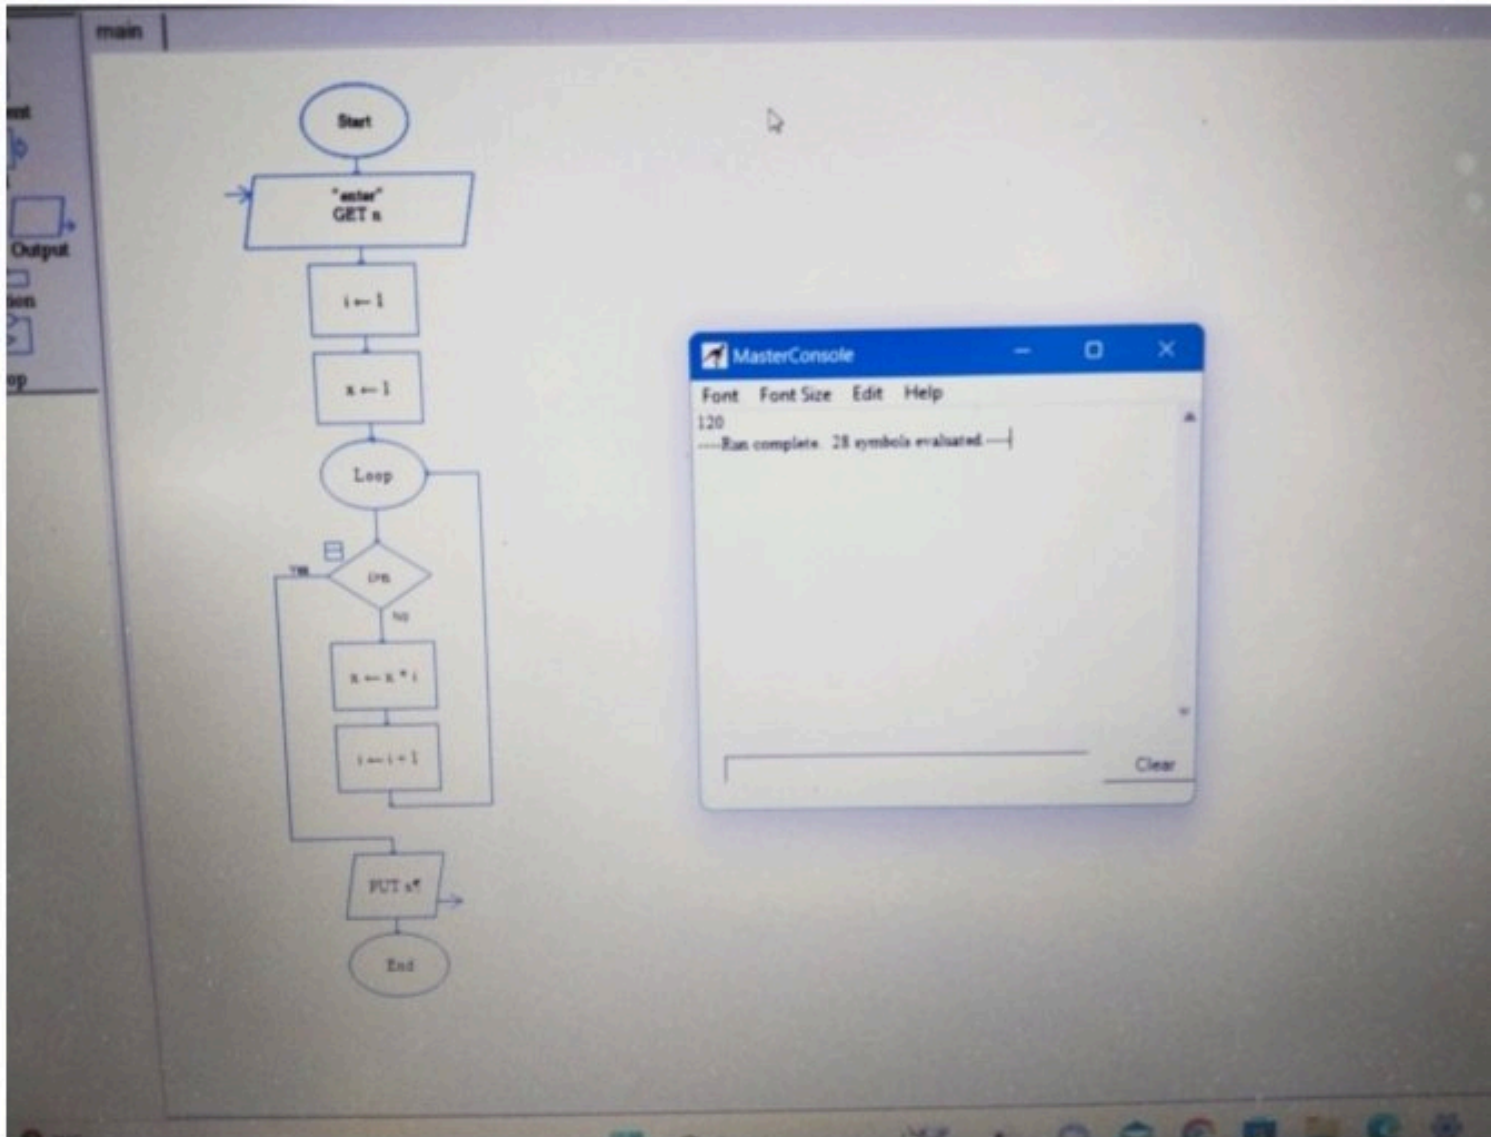 main
Start
"enter"
GET n
i ← 1
x ← 1
Loop
Yes
i>n
No
x ← x * i
i ← i + 1
PUT x¶
End
Output
MasterConsole
Font Font Size Edit Help
120
----Run complete. 28 symbols evaluated.----
Clear